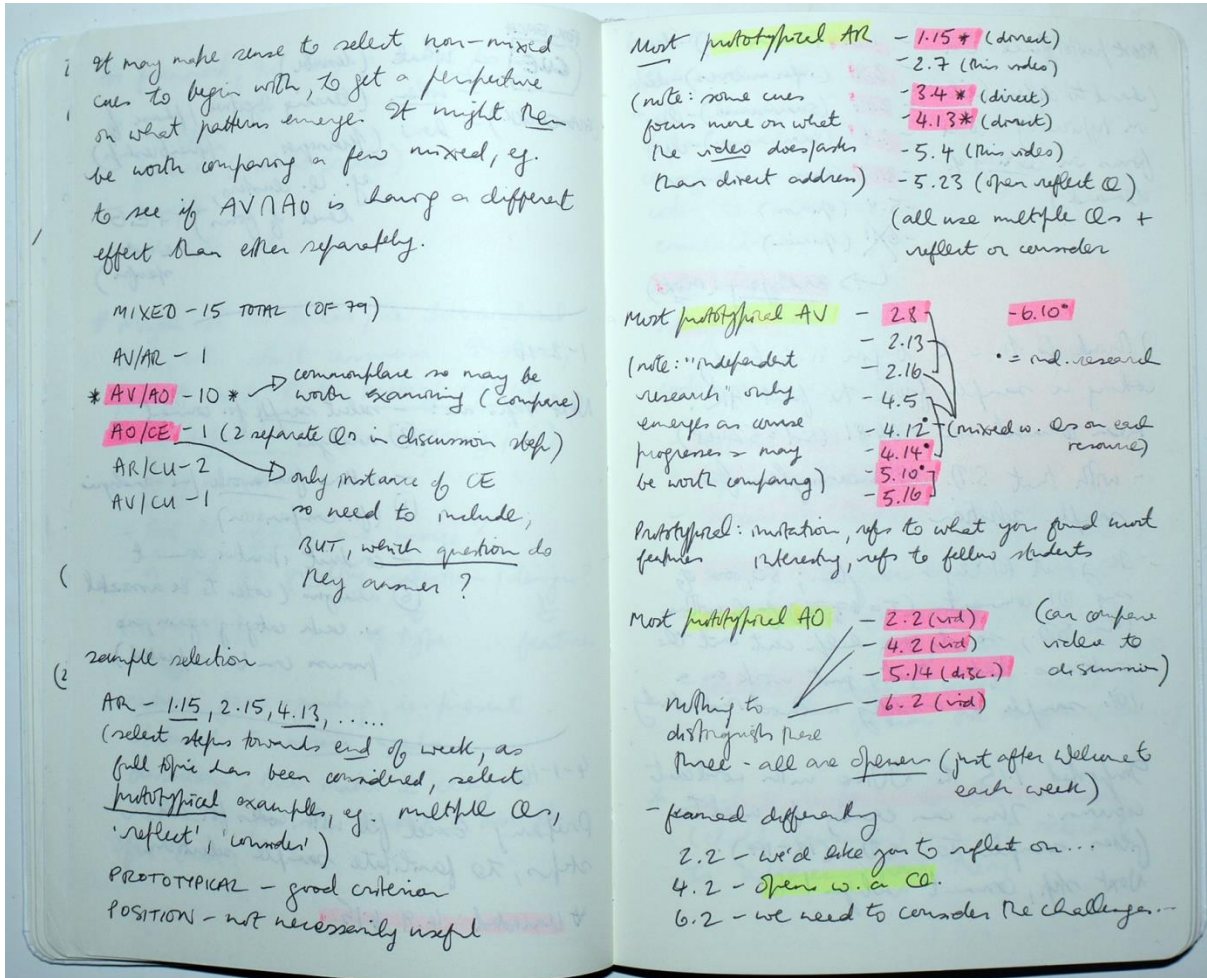 It may make sense to select non-mixed
cues to begin with, to get a perspective
on what patterns emerge. It might then
be worth comparing a few mixed, eg.
to see if AV∩AO is having a different
effect than either separately.
MIXED - 15 TOTAL (OF 79)
AV/AR - 1
* AV/AO - 10 * → commonplace so may be
worth examining (compare)
AO/CE - 1 (2 separate Qs in discussion step)
AR/CU - 2
AV/CU - 1
→ only instance of CE
so need to include,
BUT, which question do
they answer?
sample selection
AR - 1.15, 2.15, 4.13, .....
(select steps towards end of week, as
full topic has been considered, select
prototypical examples, eg. multiple Qs,
'reflect', 'consider')
PROTOTYPICAL - good criterion
POSITION - not necessarily useful
Most prototypical AR - 1.15 * (direct)
- 2.7 (this video)
(note: some cues - 3.4 * (direct)
focus more on what - 4.13 * (direct)
the video does/asks - 5.4 (this video)
than direct address) - 5.23 (open reflect Q)
(all use multiple Qs +
reflect or consider
Most prototypical AV - 2.8 - 6.10•
- 2.13
(note: "independent - 2.16 • = ind. research
research" only - 4.5
emerges as course - 4.12• (mixed w. Qs on each
progresses - may - 4.14• resource)
be worth comparing) - 5.10•
- 5.16
Prototypical: invitation, refs to what you found most
features interesting, refs to fellow students
Most prototypical AO - 2.2 (vid) (can compare
- 4.2 (vid) video to
- 5.14 (disc.) discussion)
nothing to - 6.2 (vid)
distinguish these
three - all are openers (just after Welcome to
each week)
- framed differently
2.2 - we'd like you to reflect on...
4.2 - opens w. a CQ.
6.2 - we need to consider the challenges...